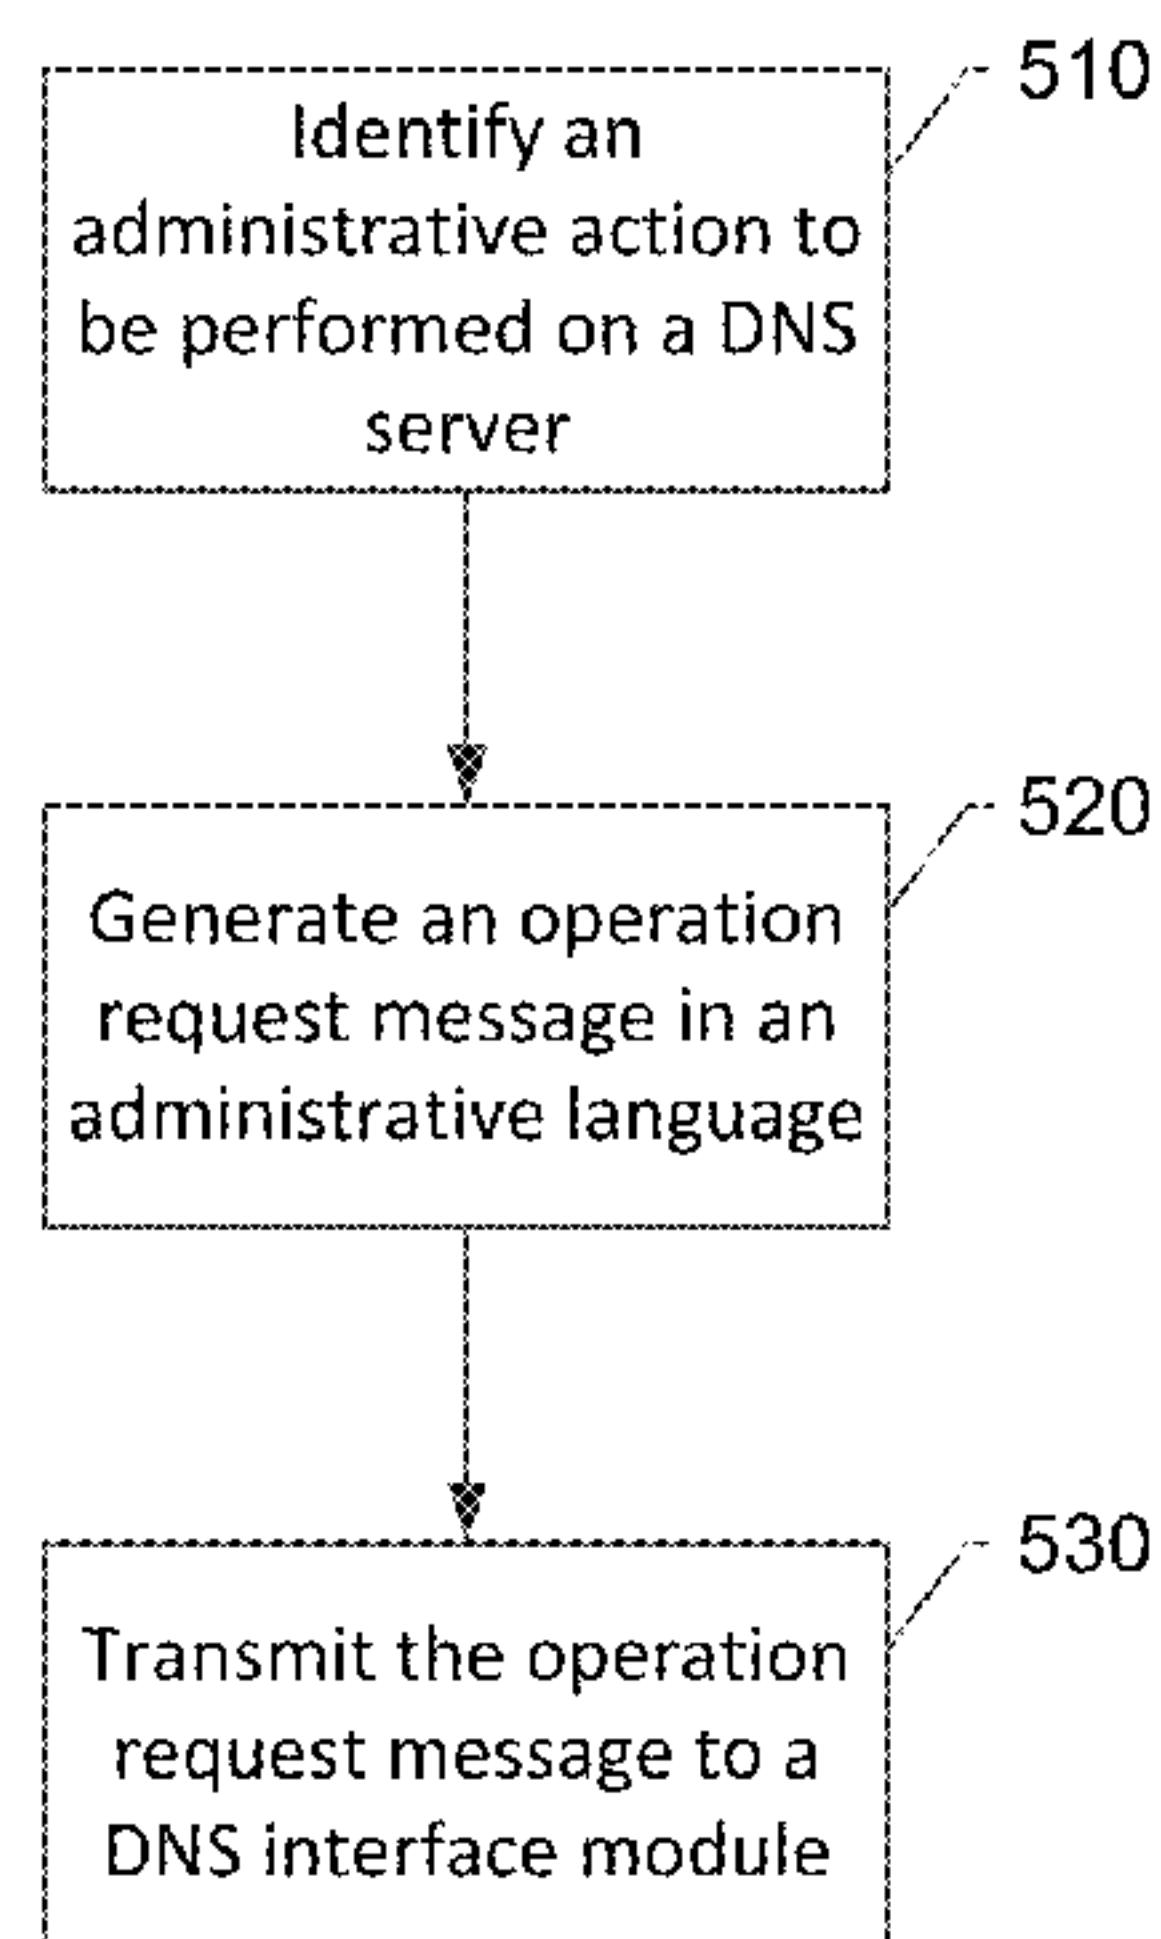 510
Identify an
administrative action to
be performed on a DNS
server
520
Generate an operation
request message in an
administrative language
530
Transmit the operation
request message to a
DNS interface module